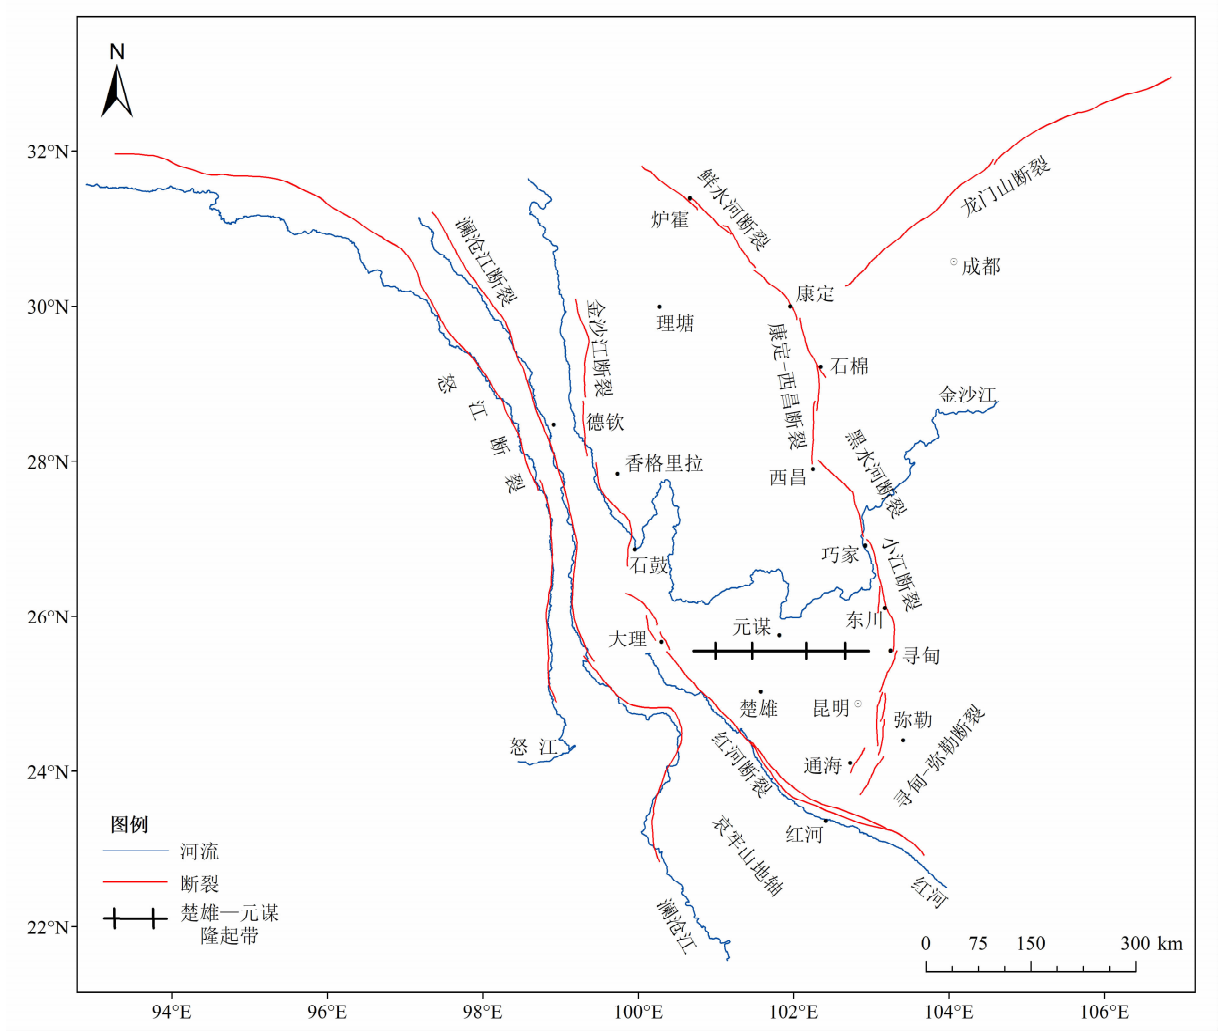 N
32°N
30°N
28°N
26°N
24°N
22°N
94°E
96°E
98°E
100°E
102°E
104°E
106°E
鲜水河断裂
炉霍
龙门山断裂
成都
澜沧江断裂
康定
理塘
金沙江断裂
康定-西昌断裂
石棉
怒江断裂
金沙江
德钦
黑水河断裂
香格里拉
西昌
小江断裂
巧家
石鼓
东川
元谋
大理
寻甸
楚雄
昆明
弥勒
怒江
红河断裂
通海
寻甸-弥勒断裂
红河
哀牢山地轴
红河
澜沧江
图例
河流
断裂
楚雄—元谋
隆起带
0 75 150 300 km